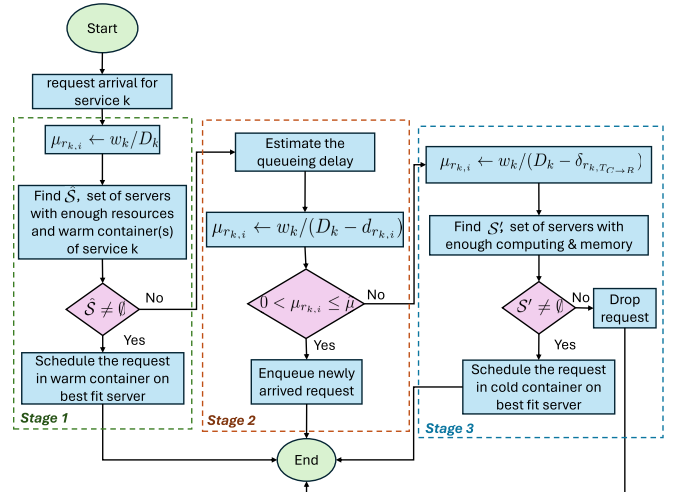 Start
request arrival for
service k
μ_{r_{k,i}} ← w_k/D_k
Find Ŝ, set of servers
with enough resources
and warm container(s)
of service k
Ŝ ≠ ∅
No
Yes
Schedule the request
in warm container on
best fit server
Stage 1
Estimate the
queueing delay
μ_{r_{k,i}} ← w_k/(D_k − d_{r_{k,i}})
0 < μ_{r_{k,i}} ≤ μ̄
No
Yes
Enqueue newly
arrived request
Stage 2
μ_{r_{k,i}} ← w_k/(D_k − δ_{r_k,T_{C→R}})
Find S′, set of servers with
enough computing & memory
S′ ≠ ∅
No
Drop
request
Yes
Schedule the request
in cold container on
best fit server
Stage 3
End